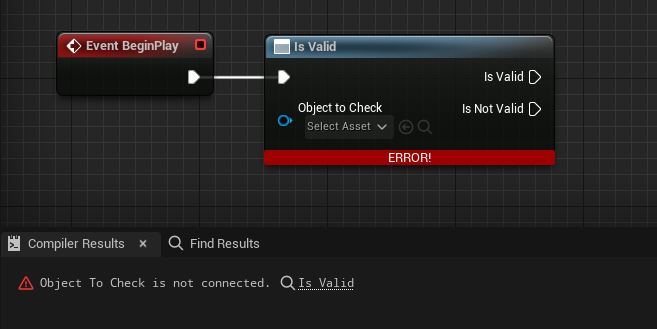 Event BeginPlay
Is Valid
Is Valid
Object to Check
Is Not Valid
Select Asset
ERROR!
Compiler Results
Find Results
Object To Check is not connected. Is Valid